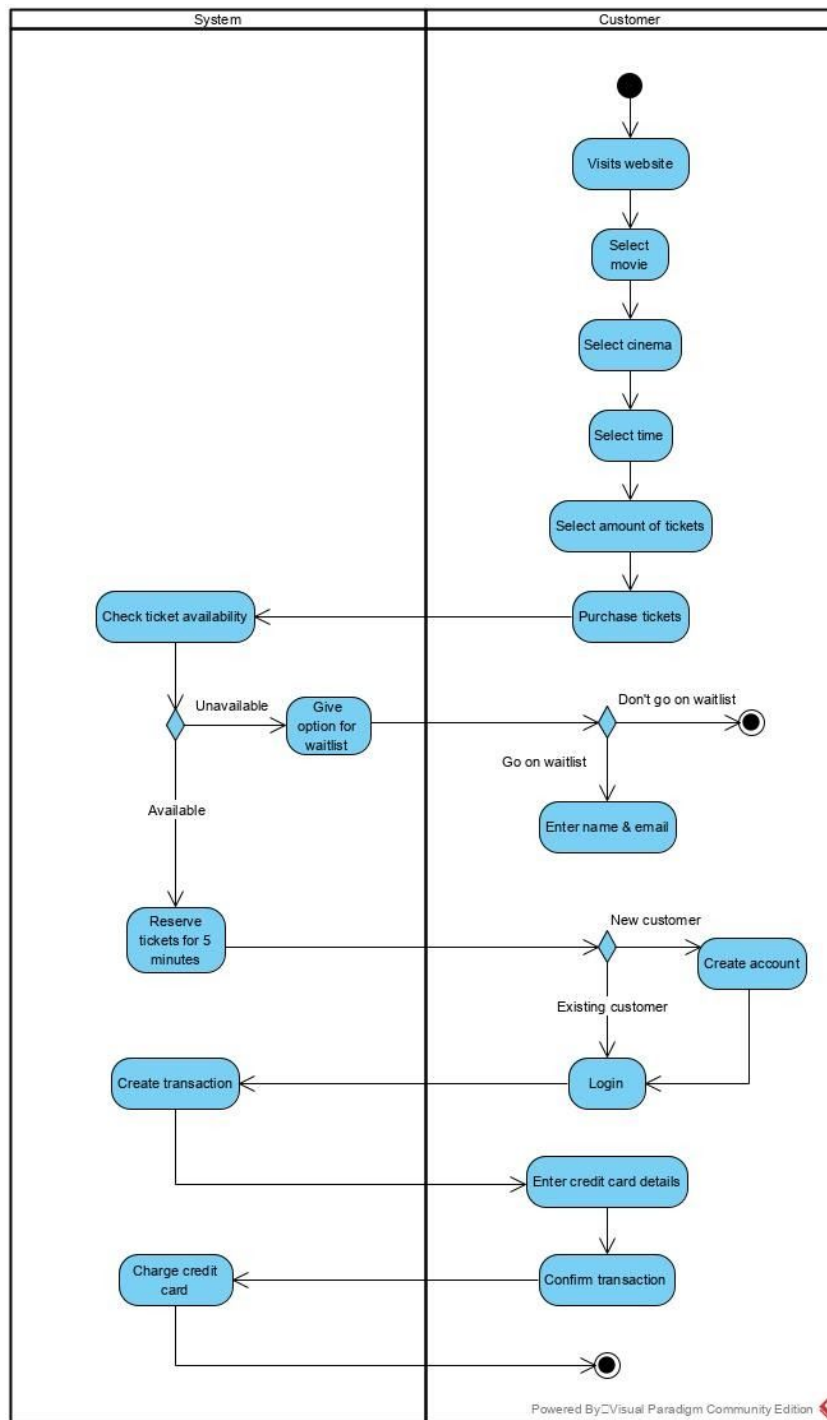 System
Customer
Visits website
Select
movie
Select cinema
Select time
Select amount of tickets
Check ticket availability
Purchase tickets
Unavailable
Give
option for
waitlist
Don't go on waitlist
Go on waitlist
Available
Enter name & email
Reserve
tickets for 5
minutes
New customer
Create account
Existing customer
Create transaction
Login
Enter credit card details
Charge credit
card
Confirm transaction
Powered By Visual Paradigm Community Edition